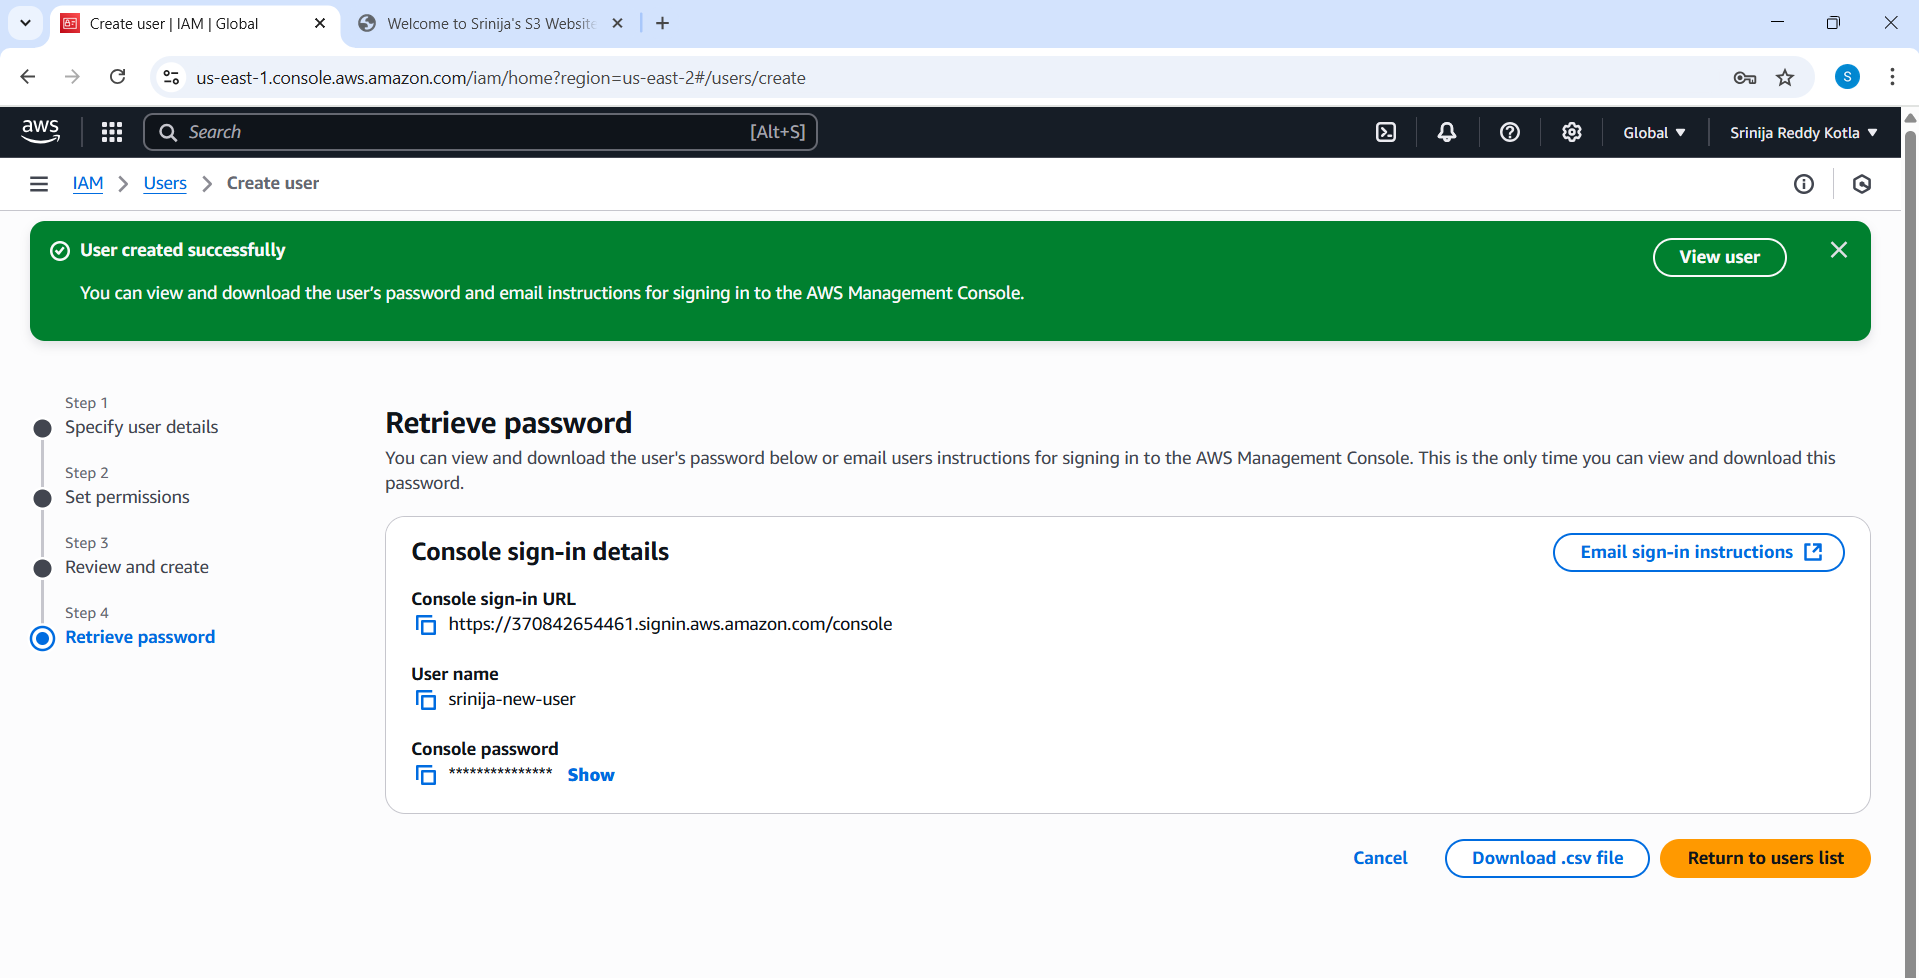 Create user | IAM | Global
Welcome to Srinija's S3 Website
us-east-1.console.aws.amazon.com/iam/home?region=us-east-2#/users/create
S
aws
Search
[Alt+S]
Global
Srinija Reddy Kotla
IAM
Users
Create user
User created successfully
View user
You can view and download the user's password and email instructions for signing in to the AWS Management Console.
Step 1
Specify user details
Step 2
Set permissions
Step 3
Review and create
Step 4
Retrieve password
Retrieve password
You can view and download the user's password below or email users instructions for signing in to the AWS Management Console. This is the only time you can view and download this
password.
Console sign-in details
Email sign-in instructions
Console sign-in URL
https://370842654461.signin.aws.amazon.com/console
User name
srinija-new-user
Console password
*************** Show
Cancel
Download .csv file
Return to users list